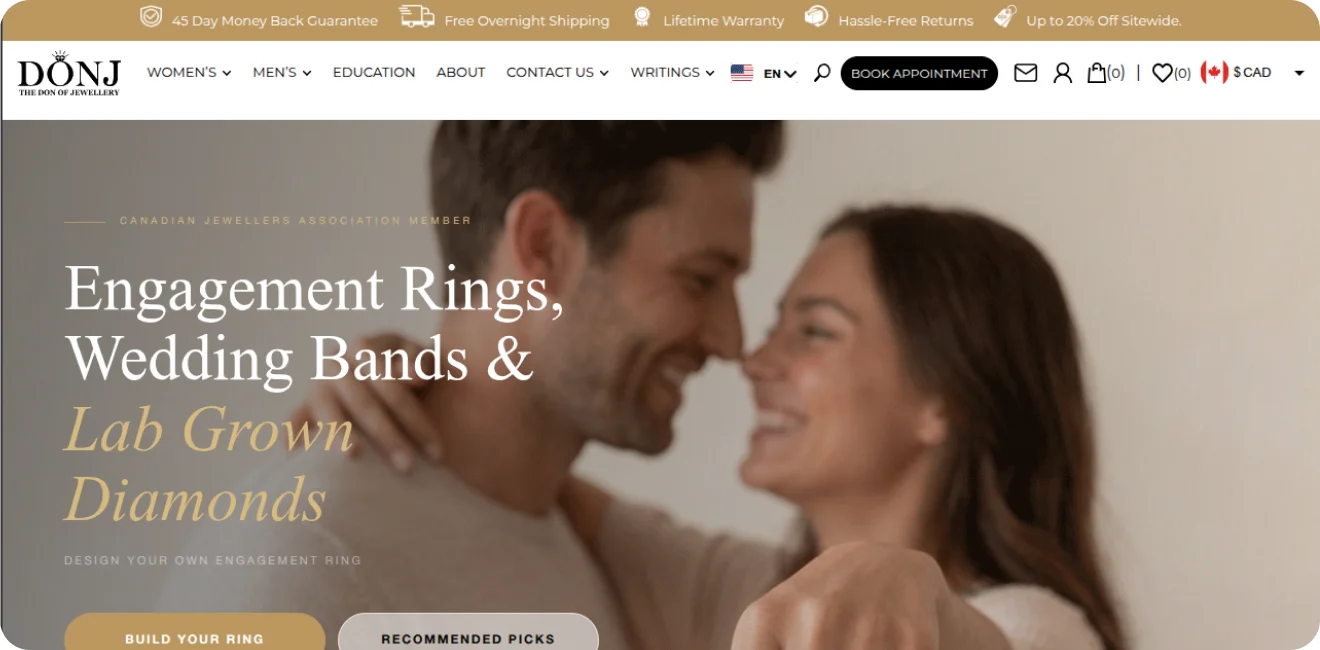 45 Day Money Back Guarantee Free Overnight Shipping Lifetime Warranty Hassle-Free Returns Up to 20% Off Sitewide.
DONJ
THE DON OF JEWELLERY
WOMEN'S MEN'S EDUCATION ABOUT CONTACT US WRITINGS EN BOOK APPOINTMENT (0) | (0) $ CAD
CANADIAN JEWELLERS ASSOCIATION MEMBER
Engagement Rings,
Wedding Bands &
Lab Grown
Diamonds
DESIGN YOUR OWN ENGAGEMENT RING
BUILD YOUR RING RECOMMENDED PICKS